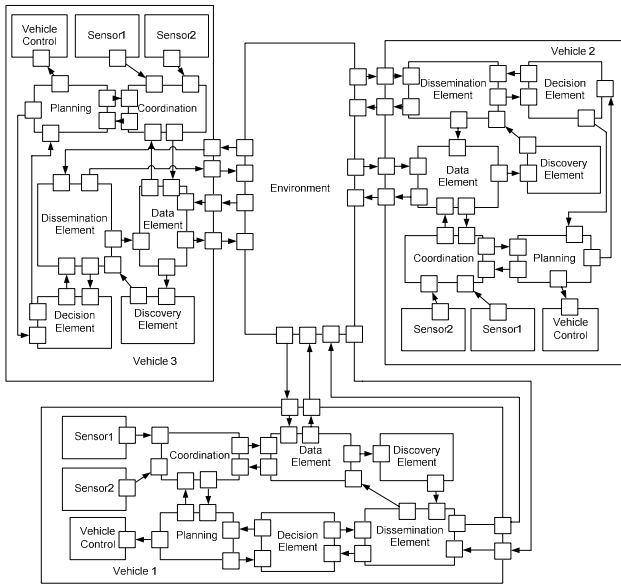 Vehicle
Control
Sensor1
Sensor2
Planning
Coordination
Dissemination
Element
Data
Element
Decision
Element
Discovery
Element
Vehicle 3
Environment
Vehicle 2
Dissemination
Element
Decision
Element
Data
Element
Discovery
Element
Coordination
Planning
Sensor2
Sensor1
Vehicle
Control
Sensor1
Coordination
Data
Element
Discovery
Element
Sensor2
Vehicle
Control
Planning
Decision
Element
Dissemination
Element
Vehicle 1